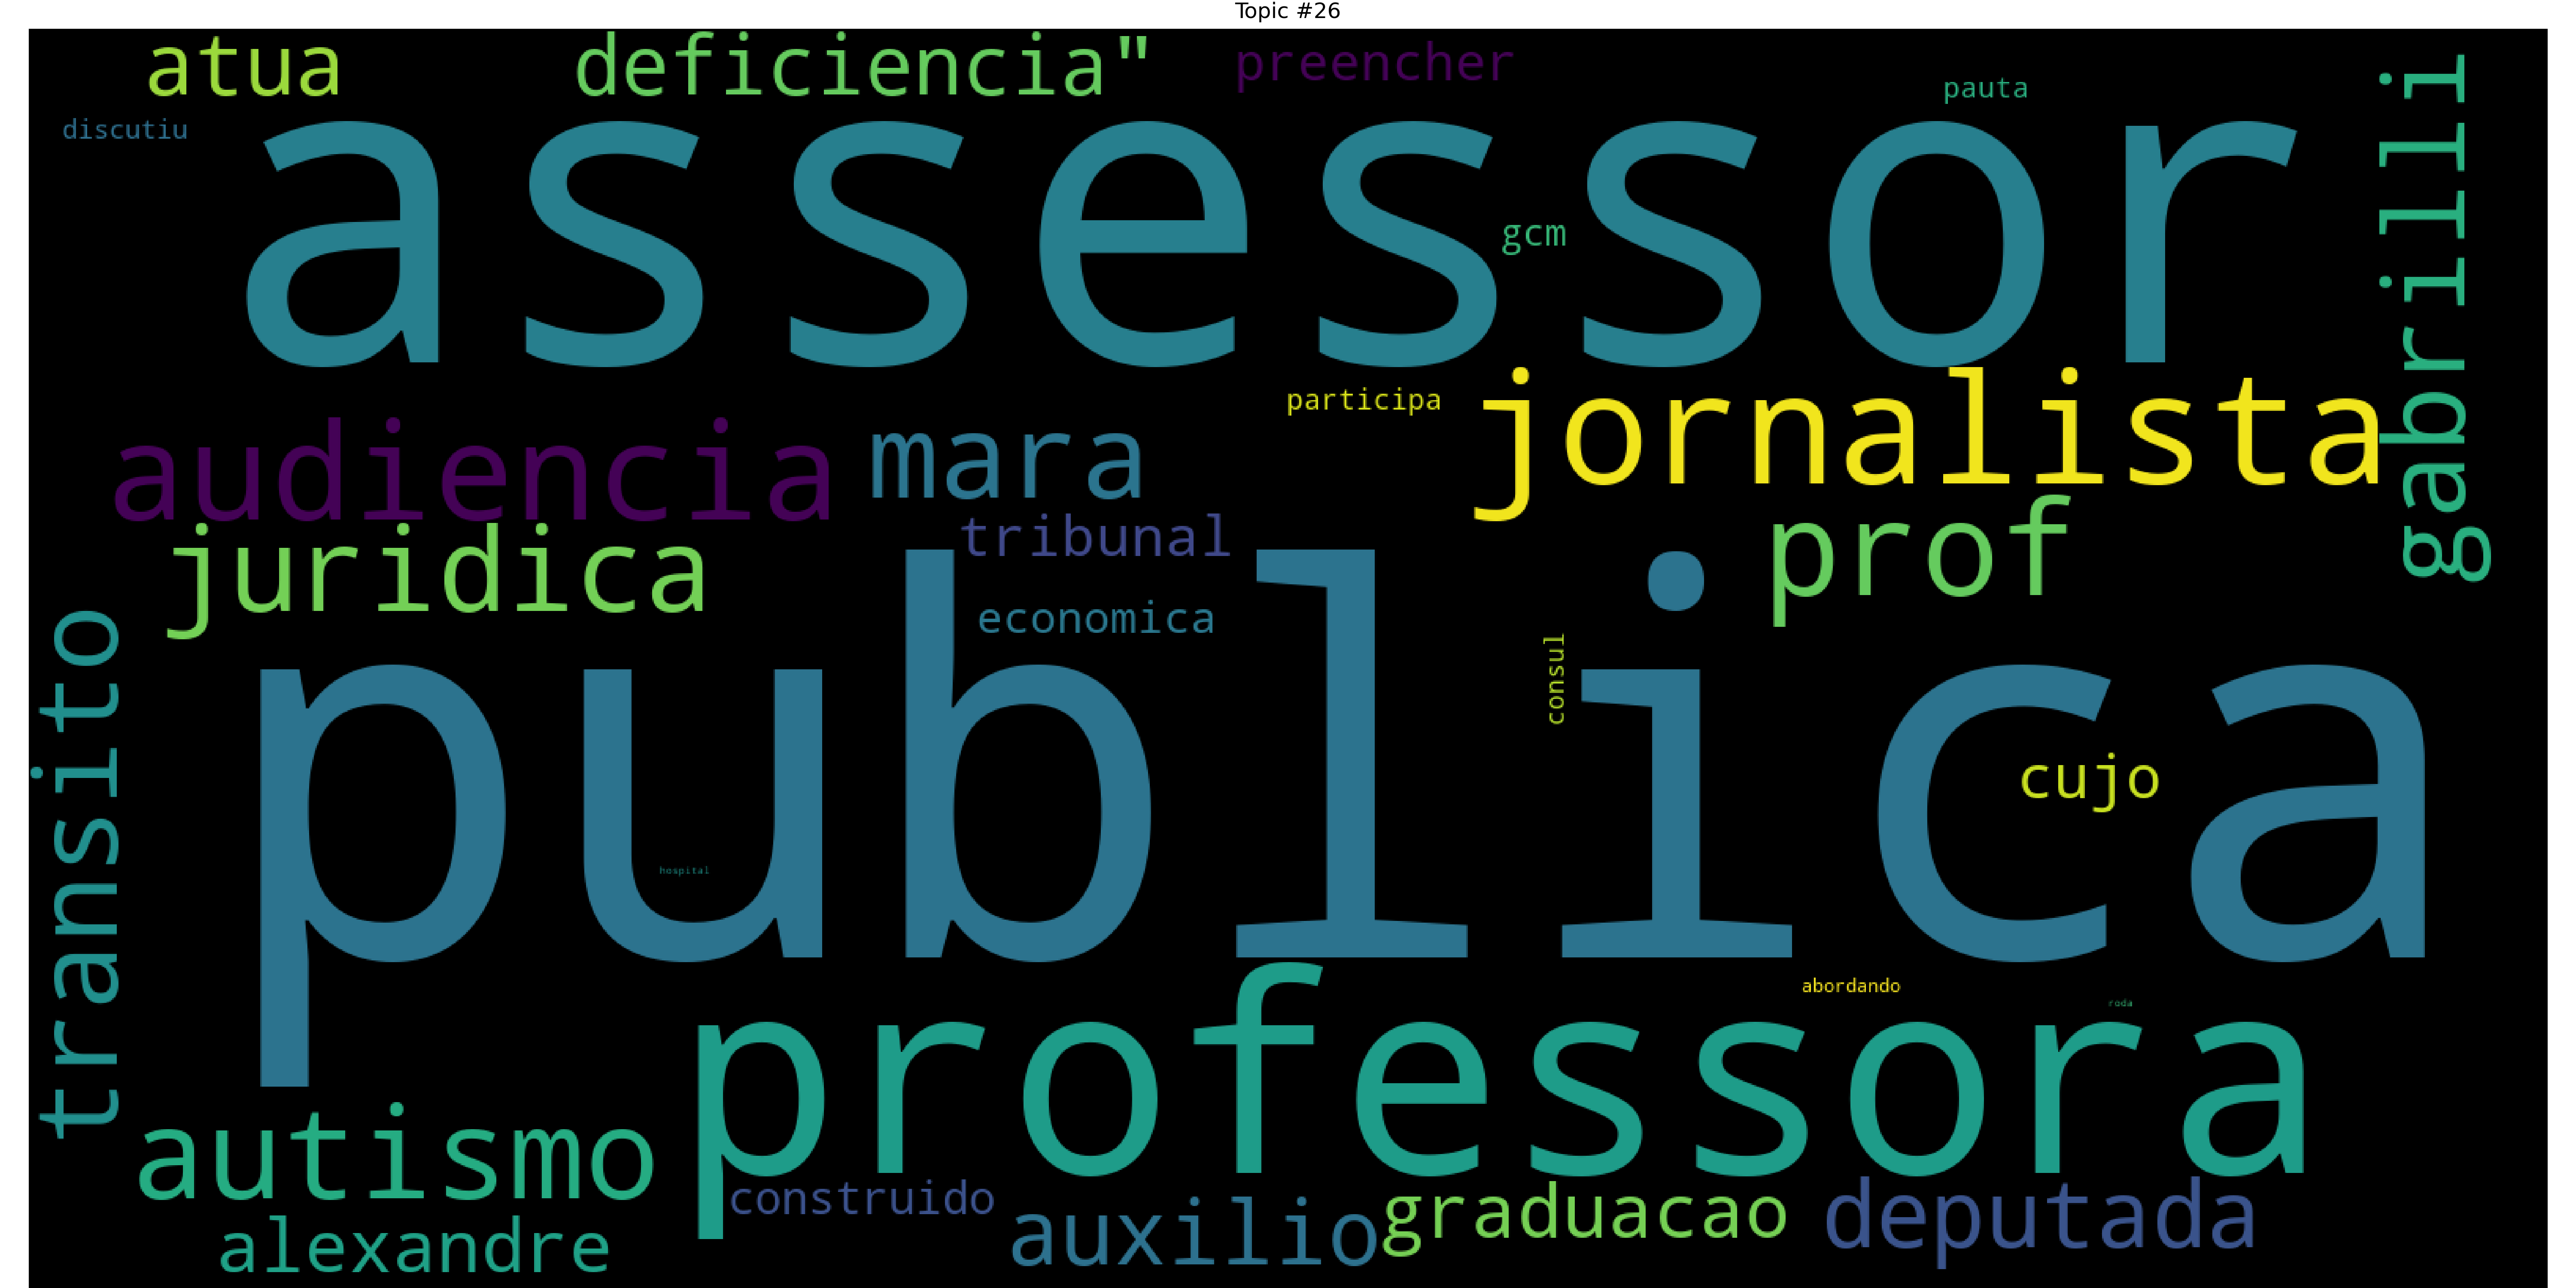 Topic #26
atua
deficiencia"
preencher
pauta
discutiu
assessor
gabrilli
gcm
participa
jornalista
audiencia
mara
tribunal
prof
juridica
economica
consul
transito
publica
cujo
hospital
abordando
roda
professora
autismo
construido
auxilio
graduacao
deputada
alexandre